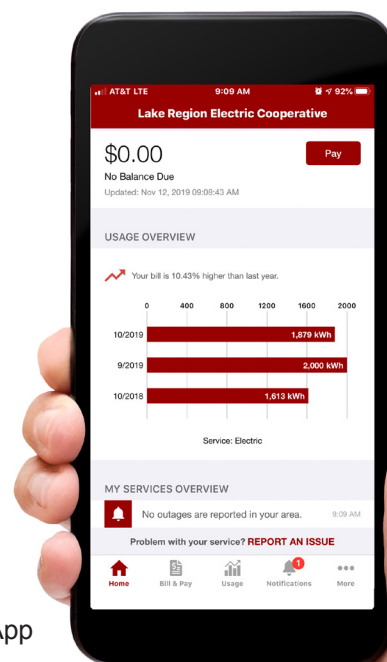 AT&T LTE 9:09 AM 92%
Lake Region Electric Cooperative
$0.00
Pay
No Balance Due
Updated: Nov 12, 2019 09:08:43 AM
USAGE OVERVIEW
Your bill is 10.43% higher than last year.
0 400 800 1200 1600 2000
10/2019 1,879 kWh
9/2019 2,000 kWh
10/2018 1,613 kWh
Service: Electric
MY SERVICES OVERVIEW
No outages are reported in your area. 9:09 AM
Problem with your service? REPORT AN ISSUE
1
Home Bill & Pay Usage Notifications More
App